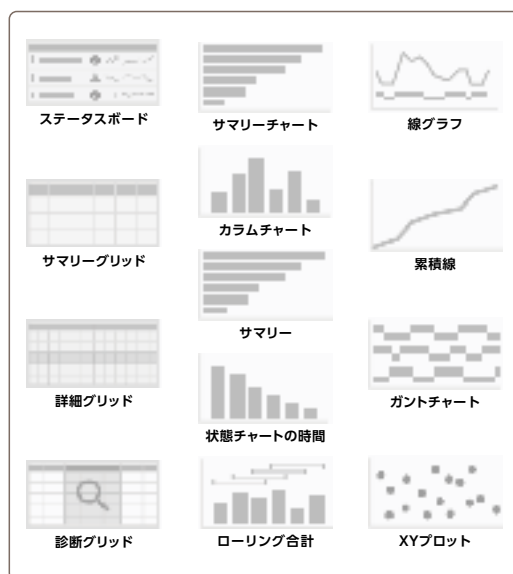 ステータスボード
サマリーチャート
線グラフ
カラムチャート
サマリーグリッド
累積線
サマリー
詳細グリッド
ガントチャート
状態チャートの時間
診断グリッド
ローリング合計
XYプロット